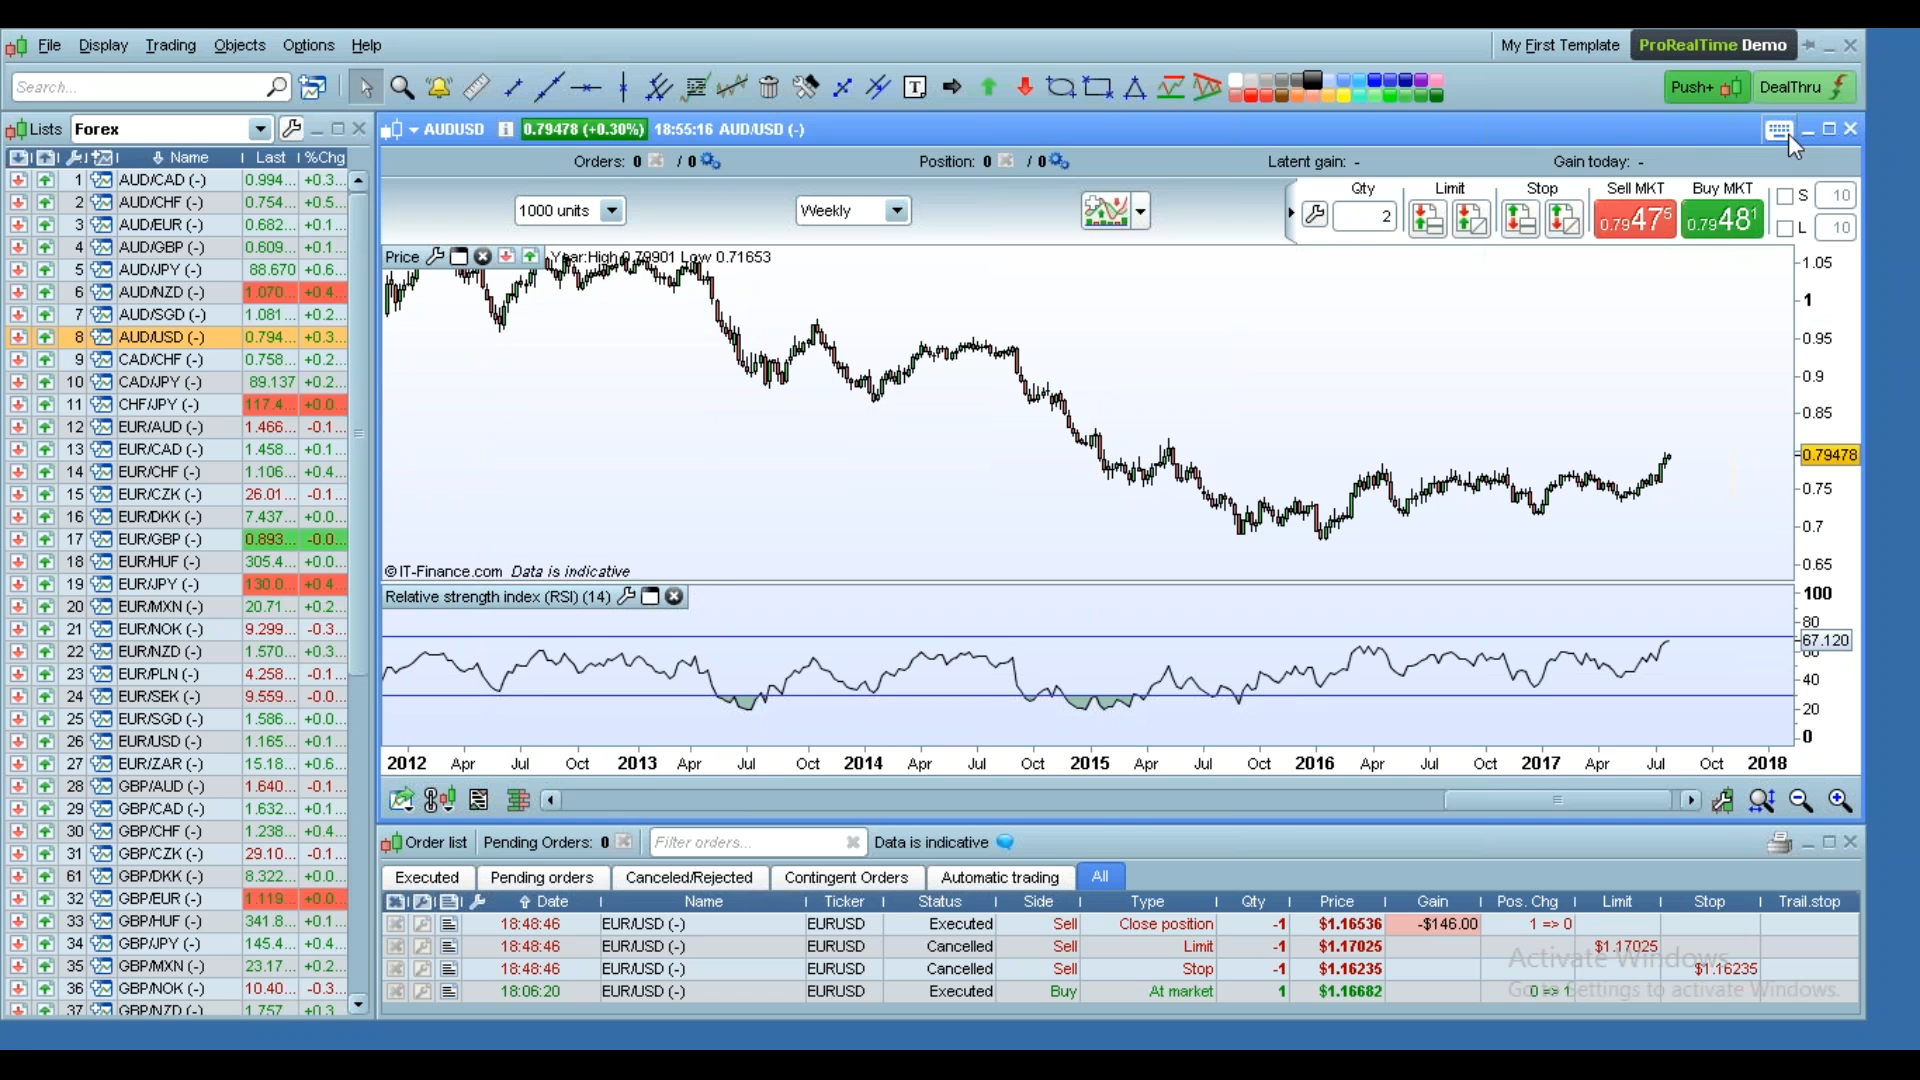 File Display Trading Objects Options Help My First Template ProRealTime Demo
Search... Push+ DealThru
Lists Forex
AUDUSD 0.79478 (+0.30%) 18:55:16 AUD/USD (-)
Orders: 0 / 0 Position: 0 / 0 Latent gain: - Gain today: -
1000 units Weekly Qty 2 Limit Stop Sell MKT 0.79475 Buy MKT 0.79481 S 10
L 10
Price Year:High 0.79901 Low 0.71653
1.05
1
0.95
0.9
0.85
0.79478
0.75
0.7
0.65
©IT-Finance.com Data is indicative
Relative strength index (RSI) (14)
100
80
67.120
60
40
20
0
2012 Apr Jul Oct 2013 Apr Jul Oct 2014 Apr Jul Oct 2015 Apr Jul Oct 2016 Apr Jul Oct 2017 Apr Jul Oct 2018
Name Last %Chg
1 AUD/CAD (-) 0.994... +0.3...
2 AUD/CHF (-) 0.754... +0.5...
3 AUD/EUR (-) 0.682... +0.1...
4 AUD/GBP (-) 0.609... +0.1...
5 AUD/JPY (-) 88.670 +0.6...
6 AUD/NZD (-) 1.070... +0.4...
7 AUD/SGD (-) 1.081... +0.2...
8 AUD/USD (-) 0.794... +0.3...
9 CAD/CHF (-) 0.758... +0.2...
10 CAD/JPY (-) 89.137 +0.2...
11 CHF/JPY (-) 117.4... +0.0...
12 EUR/AUD (-) 1.466... -0.1...
13 EUR/CAD (-) 1.458... +0.1...
14 EUR/CHF (-) 1.106... +0.4...
15 EUR/CZK (-) 26.01... -0.1...
16 EUR/DKK (-) 7.437... +0.0...
17 EUR/GBP (-) 0.893... -0.0...
18 EUR/HUF (-) 305.4... +0.0...
19 EUR/JPY (-) 130.0... +0.4...
20 EUR/MXN (-) 20.71... +0.2...
21 EUR/NOK (-) 9.299... -0.3...
22 EUR/NZD (-) 1.570... +0.3...
23 EUR/PLN (-) 4.258... -0.1...
24 EUR/SEK (-) 9.559... -0.0...
25 EUR/SGD (-) 1.586... +0.0...
26 EUR/USD (-) 1.165... +0.1...
27 EUR/ZAR (-) 15.18... +0.6...
28 GBP/AUD (-) 1.640... -0.1...
29 GBP/CAD (-) 1.632... +0.1...
30 GBP/CHF (-) 1.238... +0.4...
31 GBP/CZK (-) 29.10... -0.1...
61 GBP/DKK (-) 8.322... +0.0...
32 GBP/EUR (-) 1.119... +0.0...
33 GBP/HUF (-) 341.8... +0.1...
34 GBP/JPY (-) 145.4... +0.4...
35 GBP/MXN (-) 23.17... +0.2...
36 GBP/NOK (-) 10.40... -0.3...
37 GBP/NZD (-) 1.757 +0.3
Order list Pending Orders: 0 Filter orders... Data is indicative
Executed Pending orders Canceled/Rejected Contingent Orders Automatic trading All
Date Name Ticker Status Side Type Qty Price Gain Pos. Chg Limit Stop Trail.stop
18:48:46 EUR/USD (-) EURUSD Executed Sell Close position -1 $1.16536 -$146.00 1 => 0
18:48:46 EUR/USD (-) EURUSD Cancelled Sell Limit -1 $1.17025 $1.17025
18:48:46 EUR/USD (-) EURUSD Cancelled Sell Stop -1 $1.16235 $1.16235
18:06:20 EUR/USD (-) EURUSD Executed Buy At market 1 $1.16682 0 => 1
Activate Windows
Go to Settings to activate Windows.